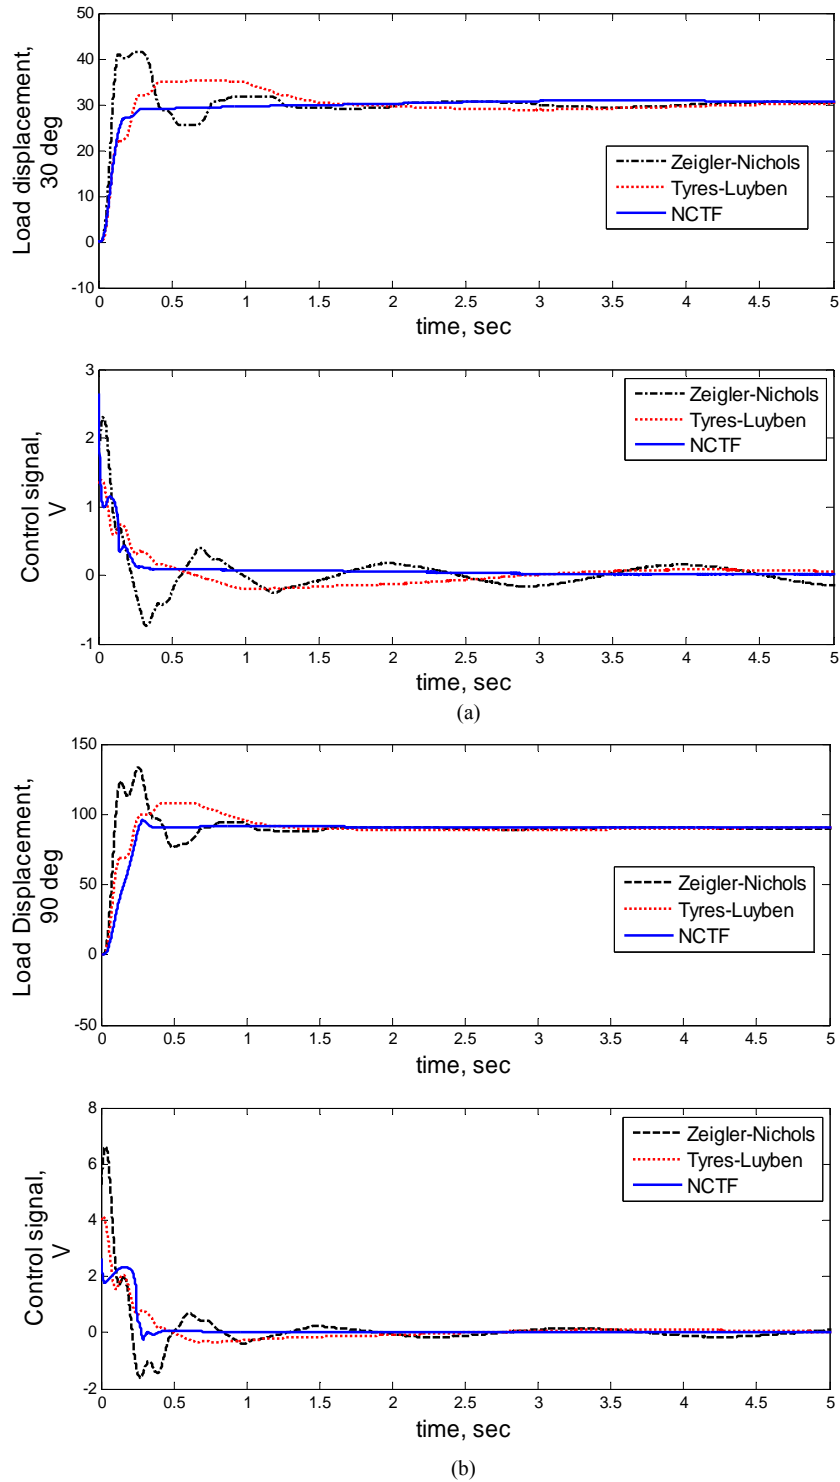 50
40
30
20
10
0
-10
Load displacement,
30 deg
0 0.5 1 1.5 2 2.5 3 3.5 4 4.5 5
time, sec
Zeigler-Nichols
Tyres-Luyben
NCTF
3
2
1
0
-1
Control signal,
V
0 0.5 1 1.5 2 2.5 3 3.5 4 4.5 5
time, sec
Zeigler-Nichols
Tyres-Luyben
NCTF
(a)
150
100
50
0
-50
Load Displacement,
90 deg
0 0.5 1 1.5 2 2.5 3 3.5 4 4.5 5
time, sec
Zeigler-Nichols
Tyres-Luyben
NCTF
8
6
4
2
0
-2
Control signal,
V
0 0.5 1 1.5 2 2.5 3 3.5 4 4.5 5
time, sec
Zeigler-Nichols
Tyres-Luyben
NCTF
(b)